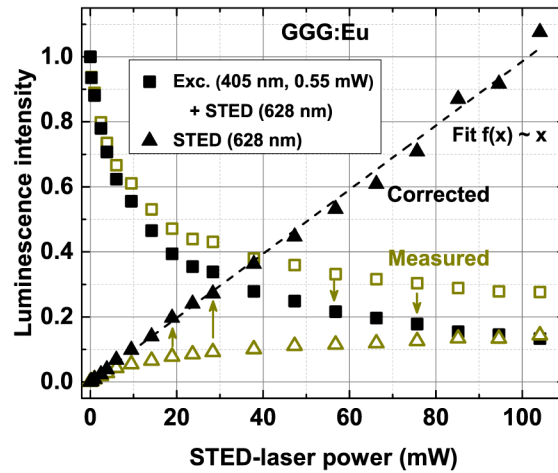 GGG:Eu
Exc. (405 nm, 0.55 mW)
+ STED (628 nm)
STED (628 nm)
Fit f(x) ~ x
Corrected
Measured
Luminescence intensity
1.0
0.8
0.6
0.4
0.2
0.0
0 20 40 60 80 100
STED-laser power (mW)